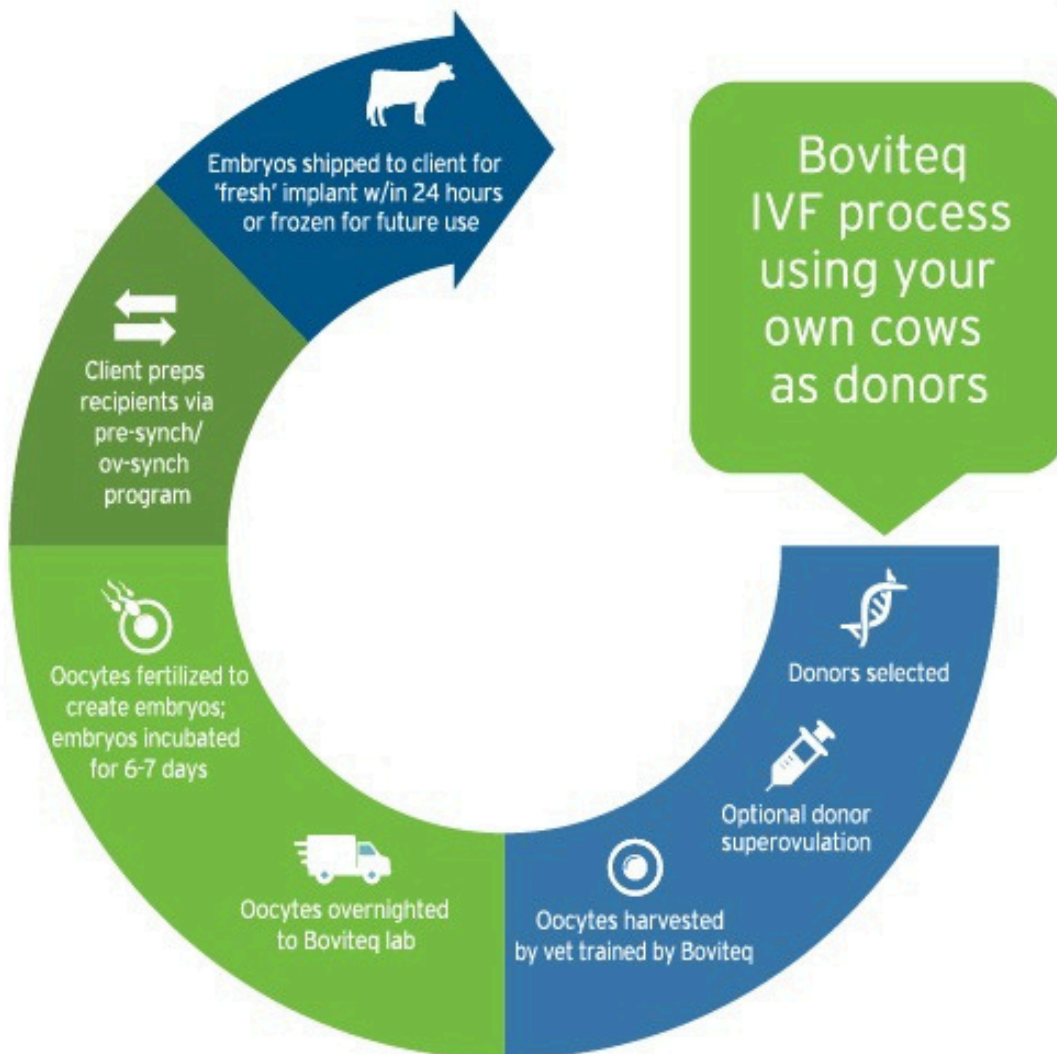 Boviteq
IVF process
using your
own cows
as donors
Donors selected
Optional donor
superovulation
Oocytes harvested
by vet trained by Boviteq
Oocytes overnighted
to Boviteq lab
Oocytes fertilized to
create embryos;
embryos incubated
for 6-7 days
Client preps
recipients via
pre-synch/
ov-synch
program
Embryos shipped to client for
'fresh' implant w/in 24 hours
or frozen for future use